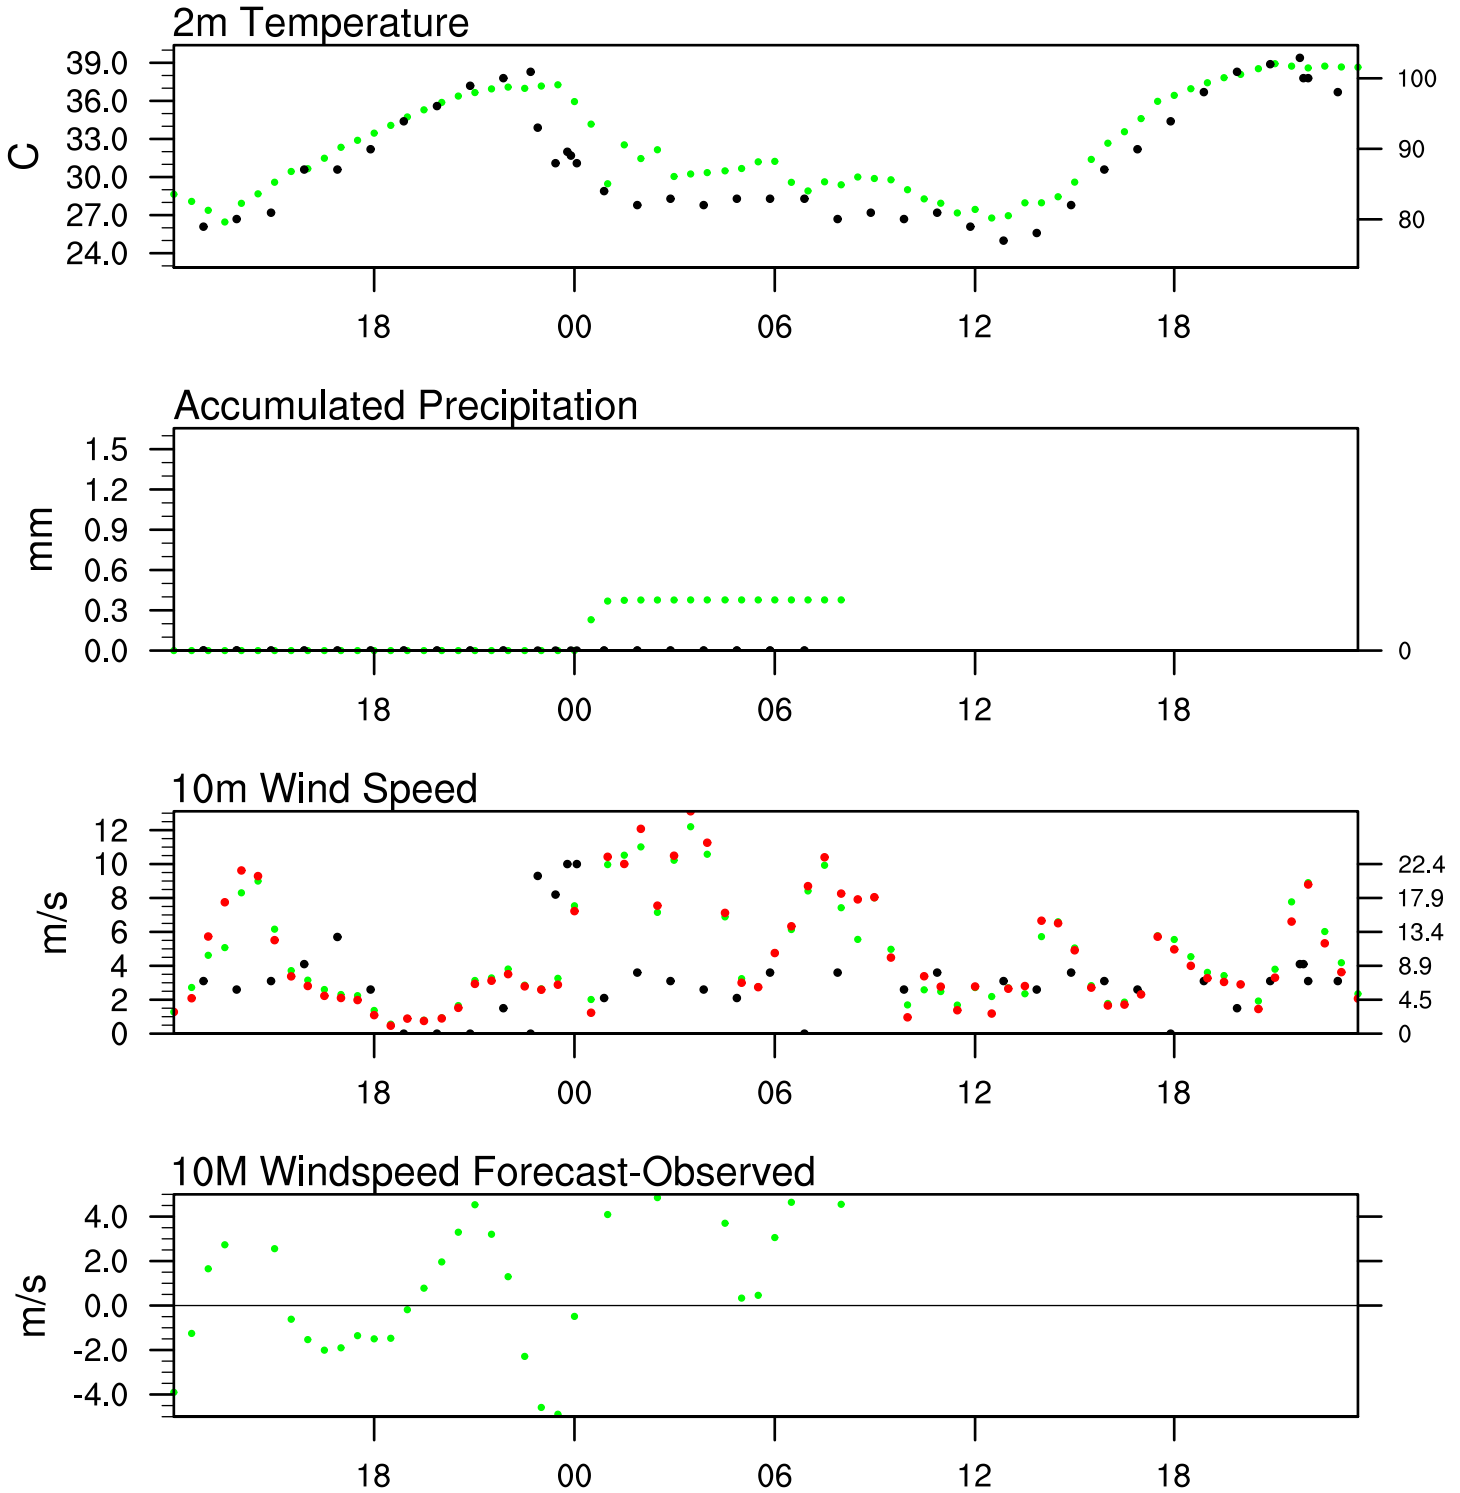 2m Temperature
39.0
36.0
33.0
30.0
27.0
24.0
C
100
90
80
18 00 06 12 18
Accumulated Precipitation
1.5
1.2
0.9
0.6
0.3
0.0
mm
0
18 00 06 12 18
10m Wind Speed
12
10
8
6
4
2
0
m/s
22.4
17.9
13.4
8.9
4.5
0
18 00 06 12 18
10M Windspeed Forecast-Observed
4.0
2.0
0.0
-2.0
-4.0
m/s
18 00 06 12 18